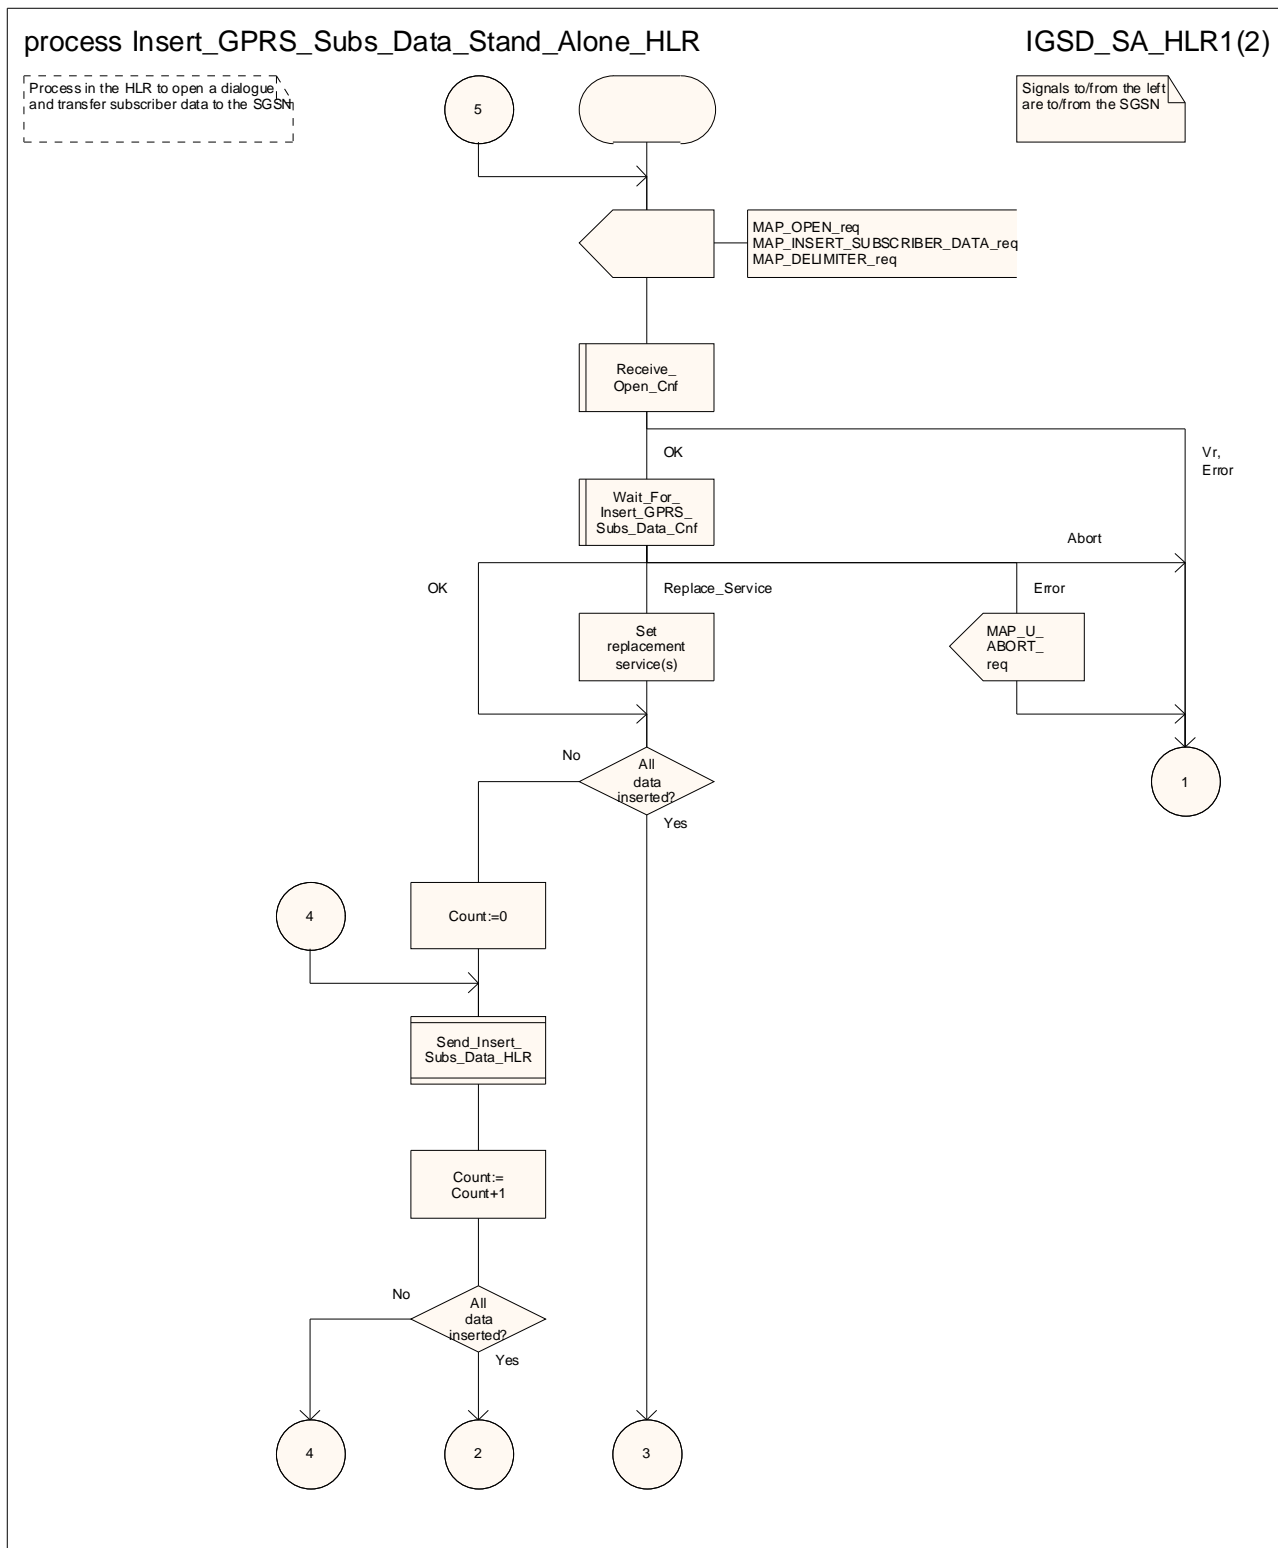 process Insert_GPRS_Subs_Data_Stand_Alone_HLR
IGSD_SA_HLR1(2)
Process in the HLR to open a dialogue
and transfer subscriber data to the SGSN
5
Signals to/from the left
are to/from the SGSN
MAP_OPEN_req
MAP_INSERT_SUBSCRIBER_DATA_req
MAP_DELIMITER_req
Receive_
Open_Cnf
OK
Vr,
Error
Wait_For_
Insert_GPRS_
Subs_Data_Cnf
Abort
OK
Replace_Service
Error
Set
replacement
service(s)
MAP_U_
ABORT_
req
No
All
data
inserted?
Yes
1
4
Count:=0
Send_Insert_
Subs_Data_HLR
Count:=
Count+1
No
All
data
inserted?
Yes
4
2
3